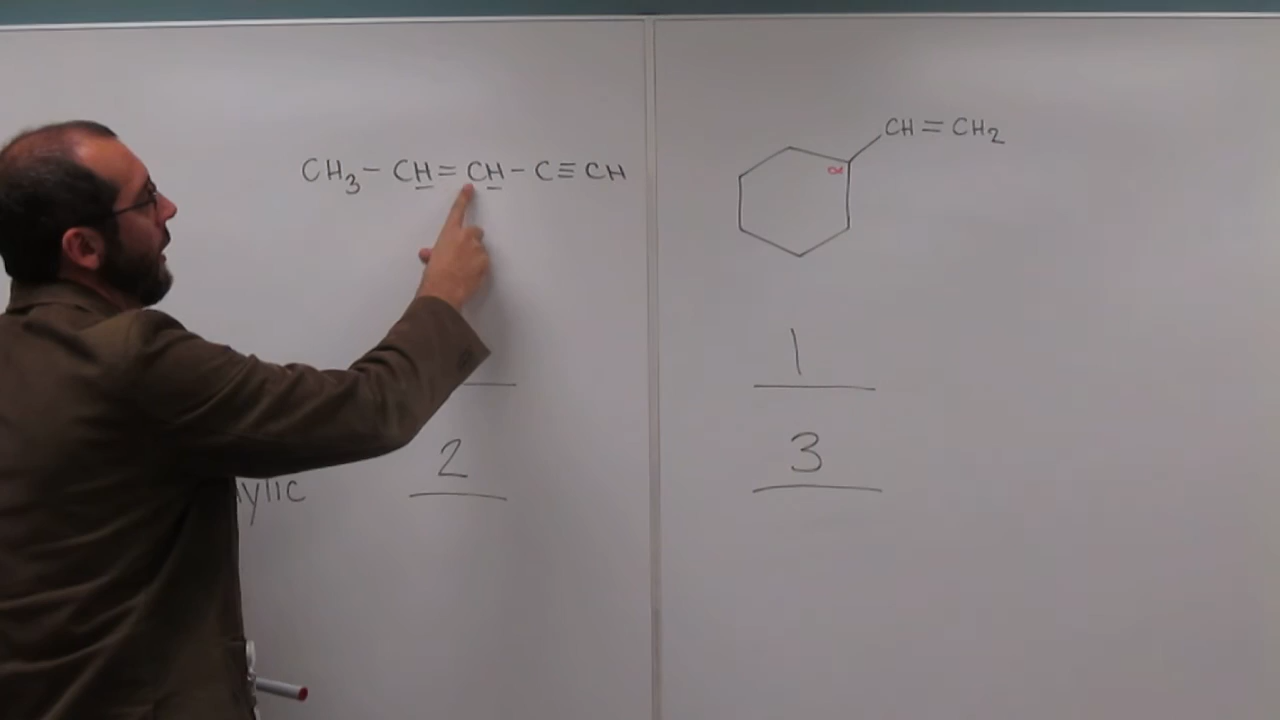 CH3 – CH = CH – C ≡ CH
CH = CH2
α
1
2
3